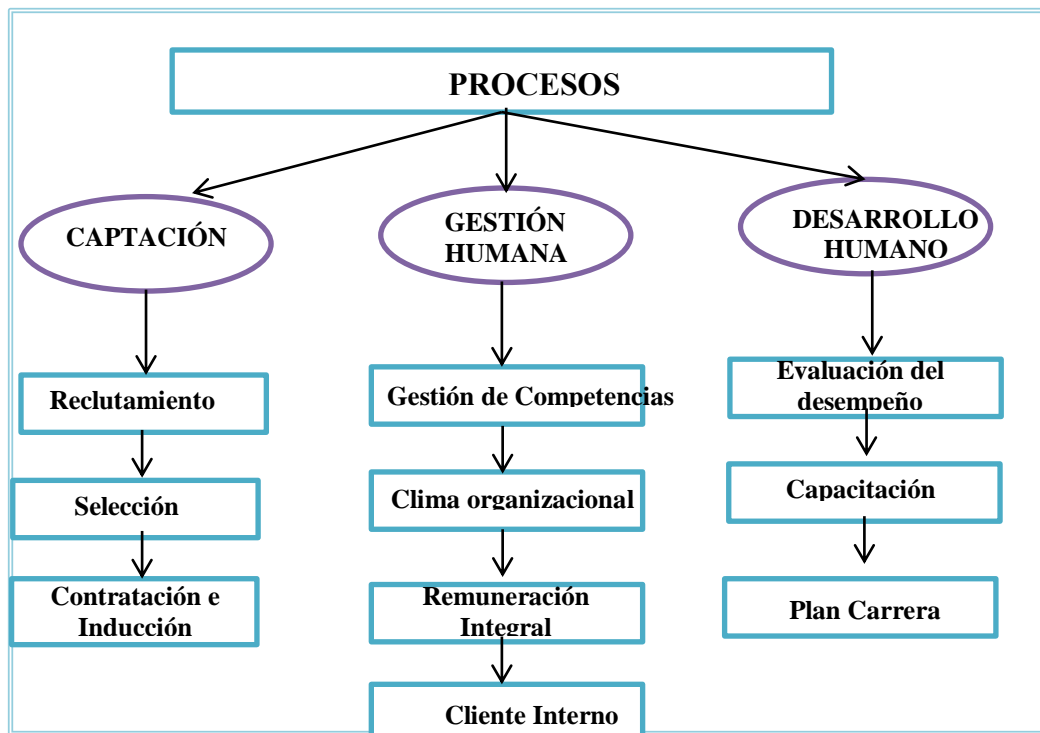 PROCESOS
CAPTACIÓN
GESTIÓN
HUMANA
DESARROLLO
HUMANO
Reclutamiento
Selección
Contratación e
Inducción
Gestión de Competencias
Clima organizacional
Remuneración
Integral
Cliente Interno
Evaluación del
desempeño
Capacitación
Plan Carrera